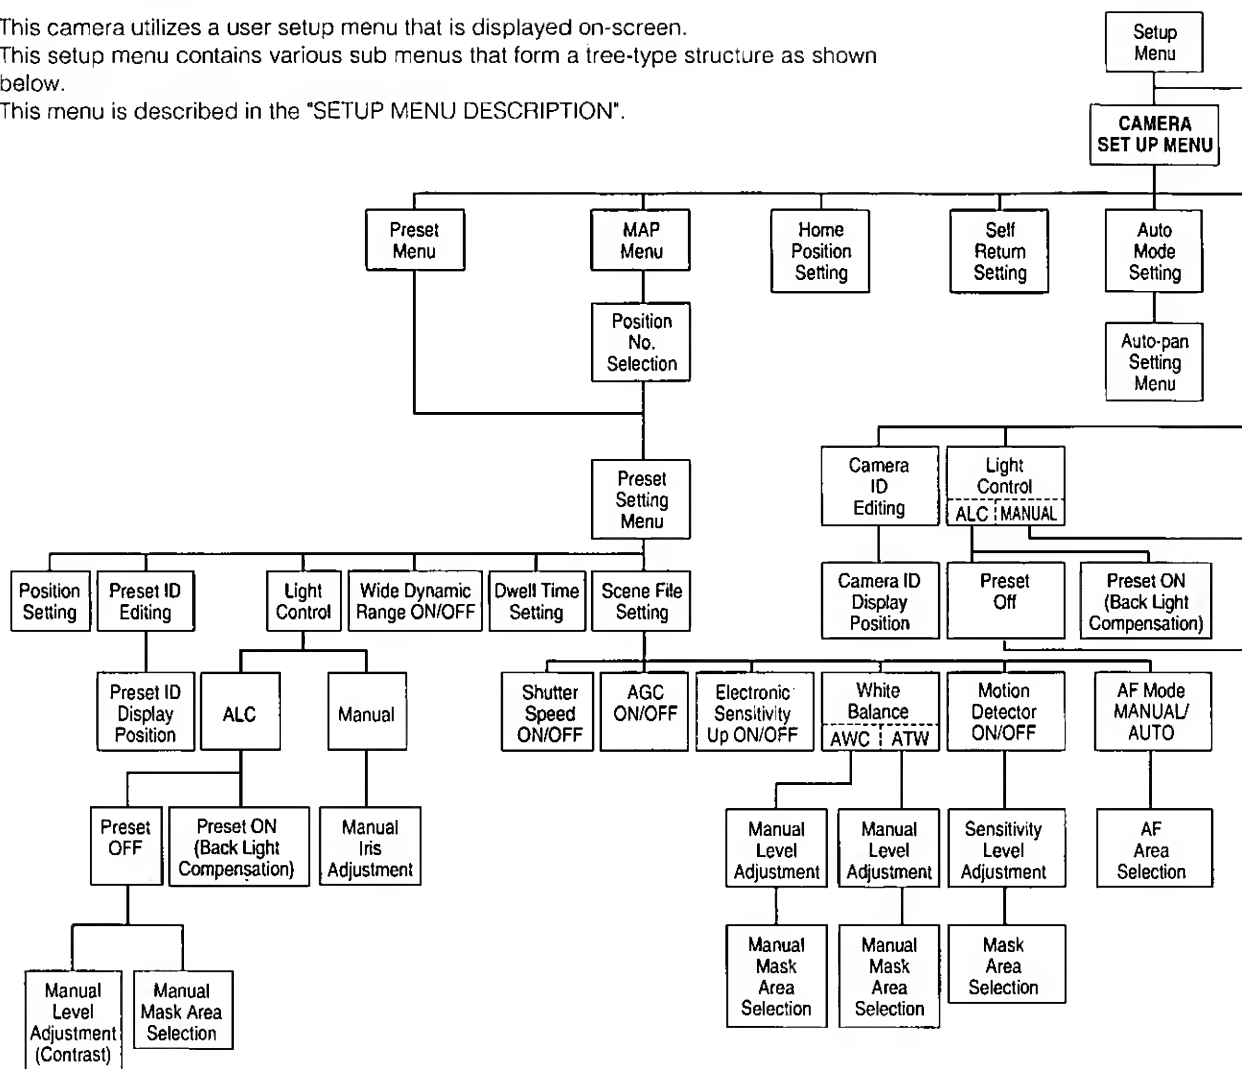 This camera utilizes a user setup menu that is displayed on-screen.
This setup menu contains various sub menus that form a tree-type structure as shown
below.
This menu is described in the "SETUP MENU DESCRIPTION".
Setup
Menu
CAMERA
SET UP MENU
Preset
Menu
MAP
Menu
Home
Position
Setting
Self
Return
Setting
Auto
Mode
Setting
Position
No.
Selection
Auto-pan
Setting
Menu
Preset
Setting
Menu
Camera
ID
Editing
Light
Control
ALC MANUAL
Position
Setting
Preset ID
Editing
Light
Control
Wide Dynamic
Range ON/OFF
Dwell Time
Setting
Scene File
Setting
Camera ID
Display
Position
Preset
Off
Preset ON
(Back Light
Compensation)
Preset ID
Display
Position
ALC
Manual
Shutter
Speed
ON/OFF
AGC
ON/OFF
Electronic
Sensitivity
Up ON/OFF
White
Balance
AWC ATW
Motion
Detector
ON/OFF
AF Mode
MANUAL/
AUTO
Preset
OFF
Preset ON
(Back Light
Compensation)
Manual
Iris
Adjustment
Manual
Level
Adjustment
Manual
Level
Adjustment
Sensitivity
Level
Adjustment
AF
Area
Selection
Manual
Mask
Area
Selection
Manual
Mask
Area
Selection
Mask
Area
Selection
Manual
Level
Adjustment
(Contrast)
Manual
Mask Area
Selection